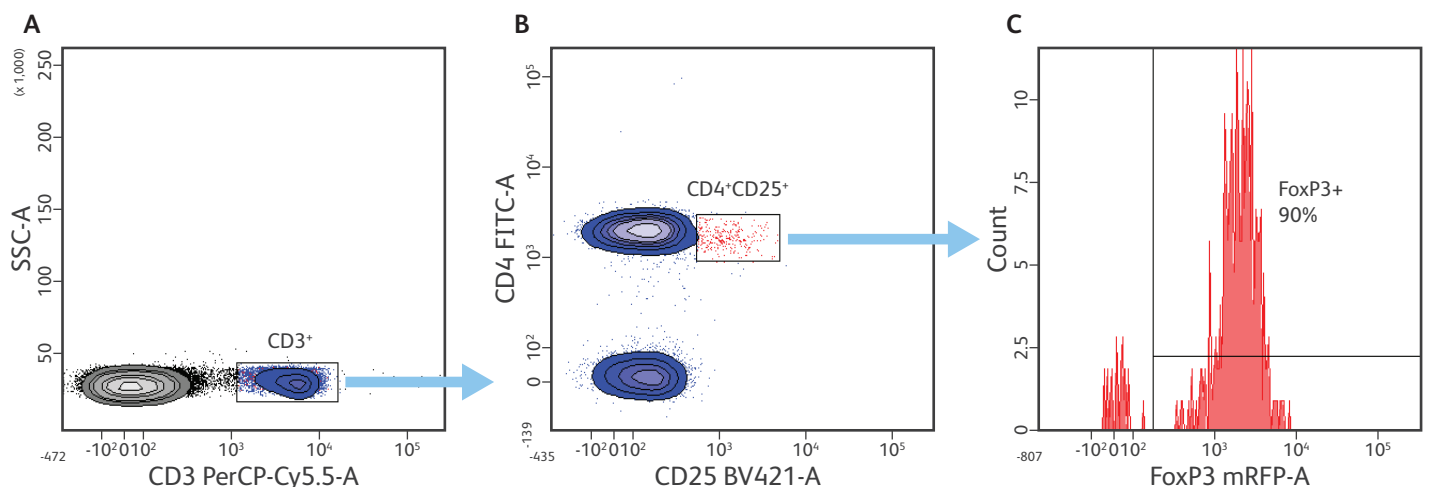 A
B
C
(x 1,000)
SSC-A
250
200
150
100
50
CD3⁺
-472
-10² 0 10²
10³
10⁴
10⁵
CD3 PerCP-Cy5.5-A
CD4 FITC-A
10⁵
10⁴
10³
10²
0
-139
CD4⁺CD25⁺
-435
-10² 0 10²
10³
10⁴
10⁵
CD25 BV421-A
Count
10
7.5
5
2.5
0
FoxP3+
90%
-807
-10² 0 10²
10³
10⁴
10⁵
FoxP3 mRFP-A